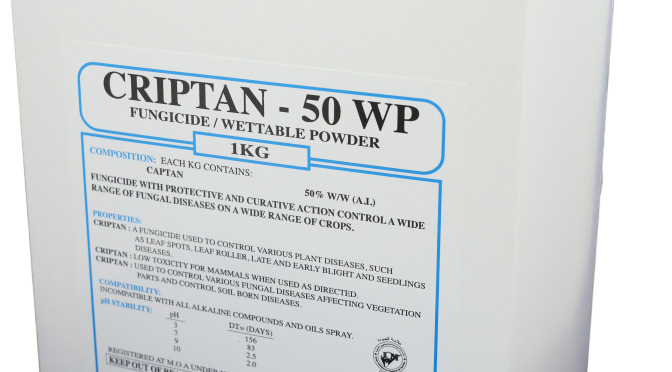 CRIPTAN - 50 WP
FUNGICIDE / WETTABLE POWDER
1KG
COMPOSITION: EACH KG CONTAINS:
CAPTAN 50% W/W (A.I.)
FUNGICIDE WITH PROTECTIVE AND CURATIVE ACTION CONTROL A WIDE
RANGE OF FUNGAL DISEASES ON A WIDE RANGE OF CROPS.
PROPERTIES:
CRIPTAN : A FUNGICIDE USED TO CONTROL VARIOUS PLANT DISEASES, SUCH
AS LEAF SPOTS, LEAF ROLLER, LATE AND EARLY BLIGHT AND SEEDLINGS
DISEASES.
CRIPTAN : LOW TOXICITY FOR MAMMALS WHEN USED AS DIRECTED.
CRIPTAN : USED TO CONTROL VARIOUS FUNGAL DISEASES AFFECTING VEGETATION
PARTS AND CONTROL SOIL BORN DISEASES.
COMPATIBILITY:
INCOMPATIBLE WITH ALL ALKALINE COMPOUNDS AND OILS SPRAY.
pH STABILITY: pH DT50 (DAYS)
3 156
7 83
9 2.5
10 2.0
REGISTERED AT M.O.A UNDER
KEEP OUT OF